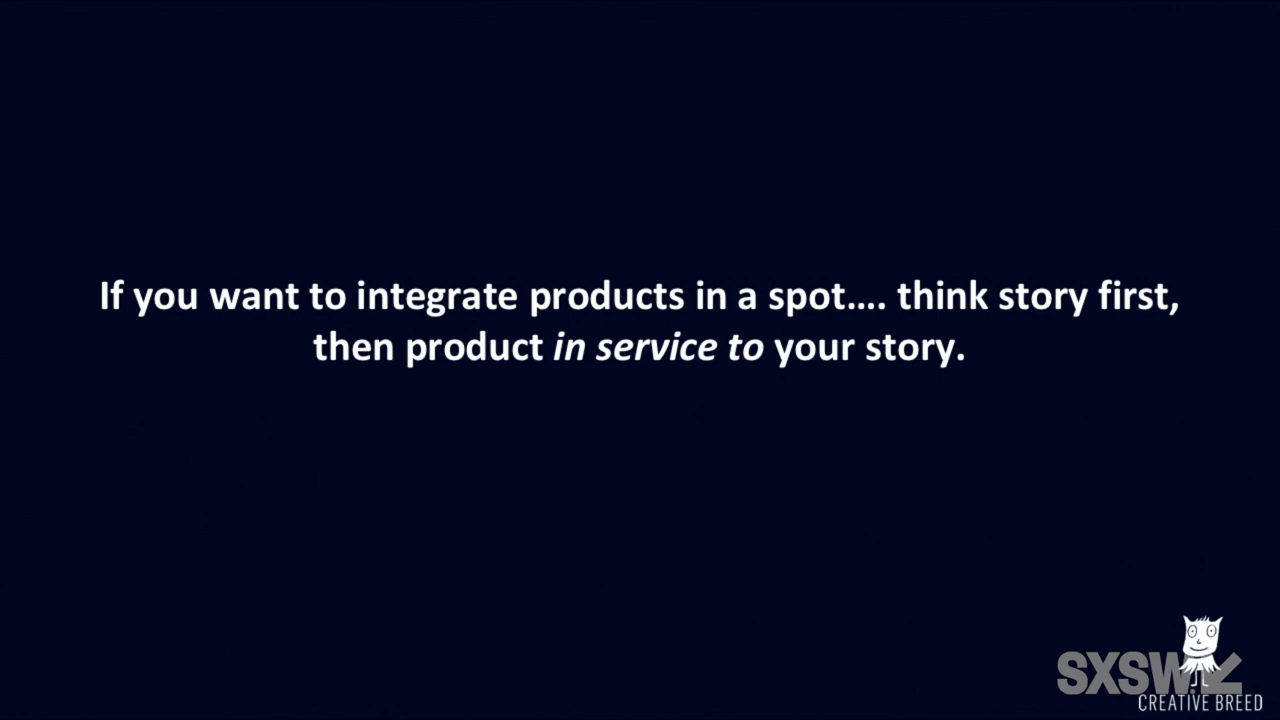 If you want to integrate products in a spot.... think story first,
then product in service to your story.
SXSW
CREATIVE BREED